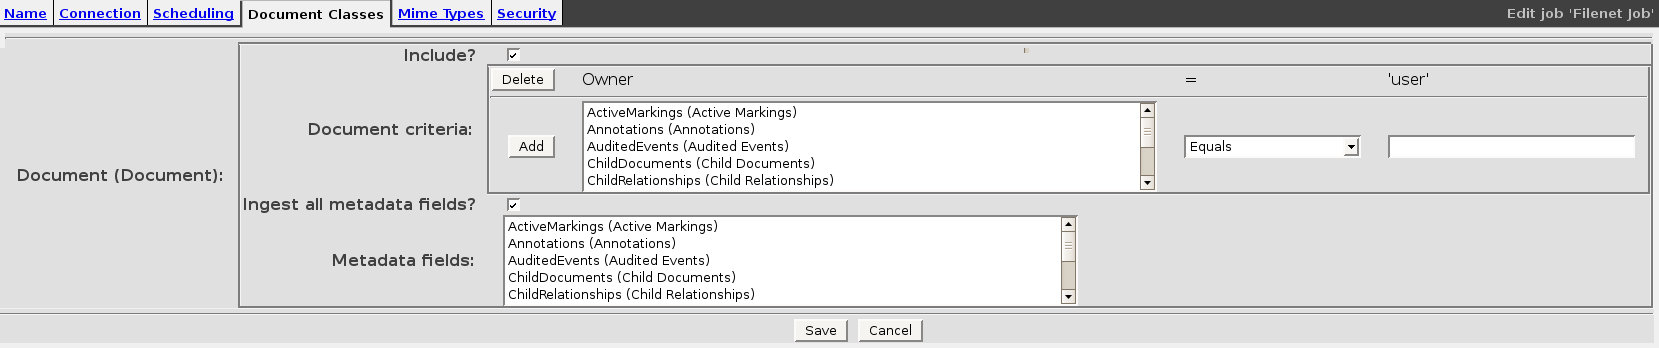 Name Connection Scheduling Document Classes Mime Types Security Edit job 'Filenet Job'
Include?
Delete Owner = 'user'
Document criteria:
Add
ActiveMarkings (Active Markings)
Annotations (Annotations)
AuditedEvents (Audited Events)
ChildDocuments (Child Documents)
ChildRelationships (Child Relationships)
Equals
Document (Document):
Ingest all metadata fields?
Metadata fields:
ActiveMarkings (Active Markings)
Annotations (Annotations)
AuditedEvents (Audited Events)
ChildDocuments (Child Documents)
ChildRelationships (Child Relationships)
Save Cancel